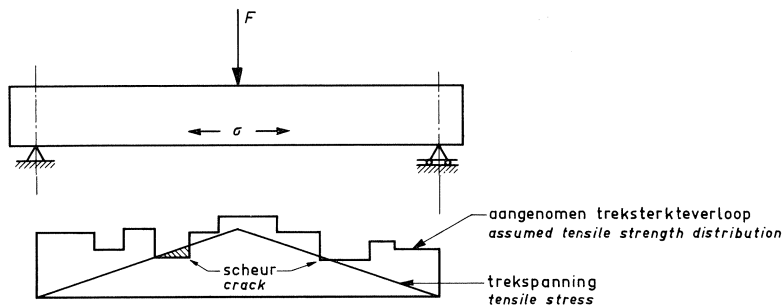 F
σ
aangenomen treksterkteverloop
assumed tensile strength distribution
scheur
crack
trekspanning
tensile stress